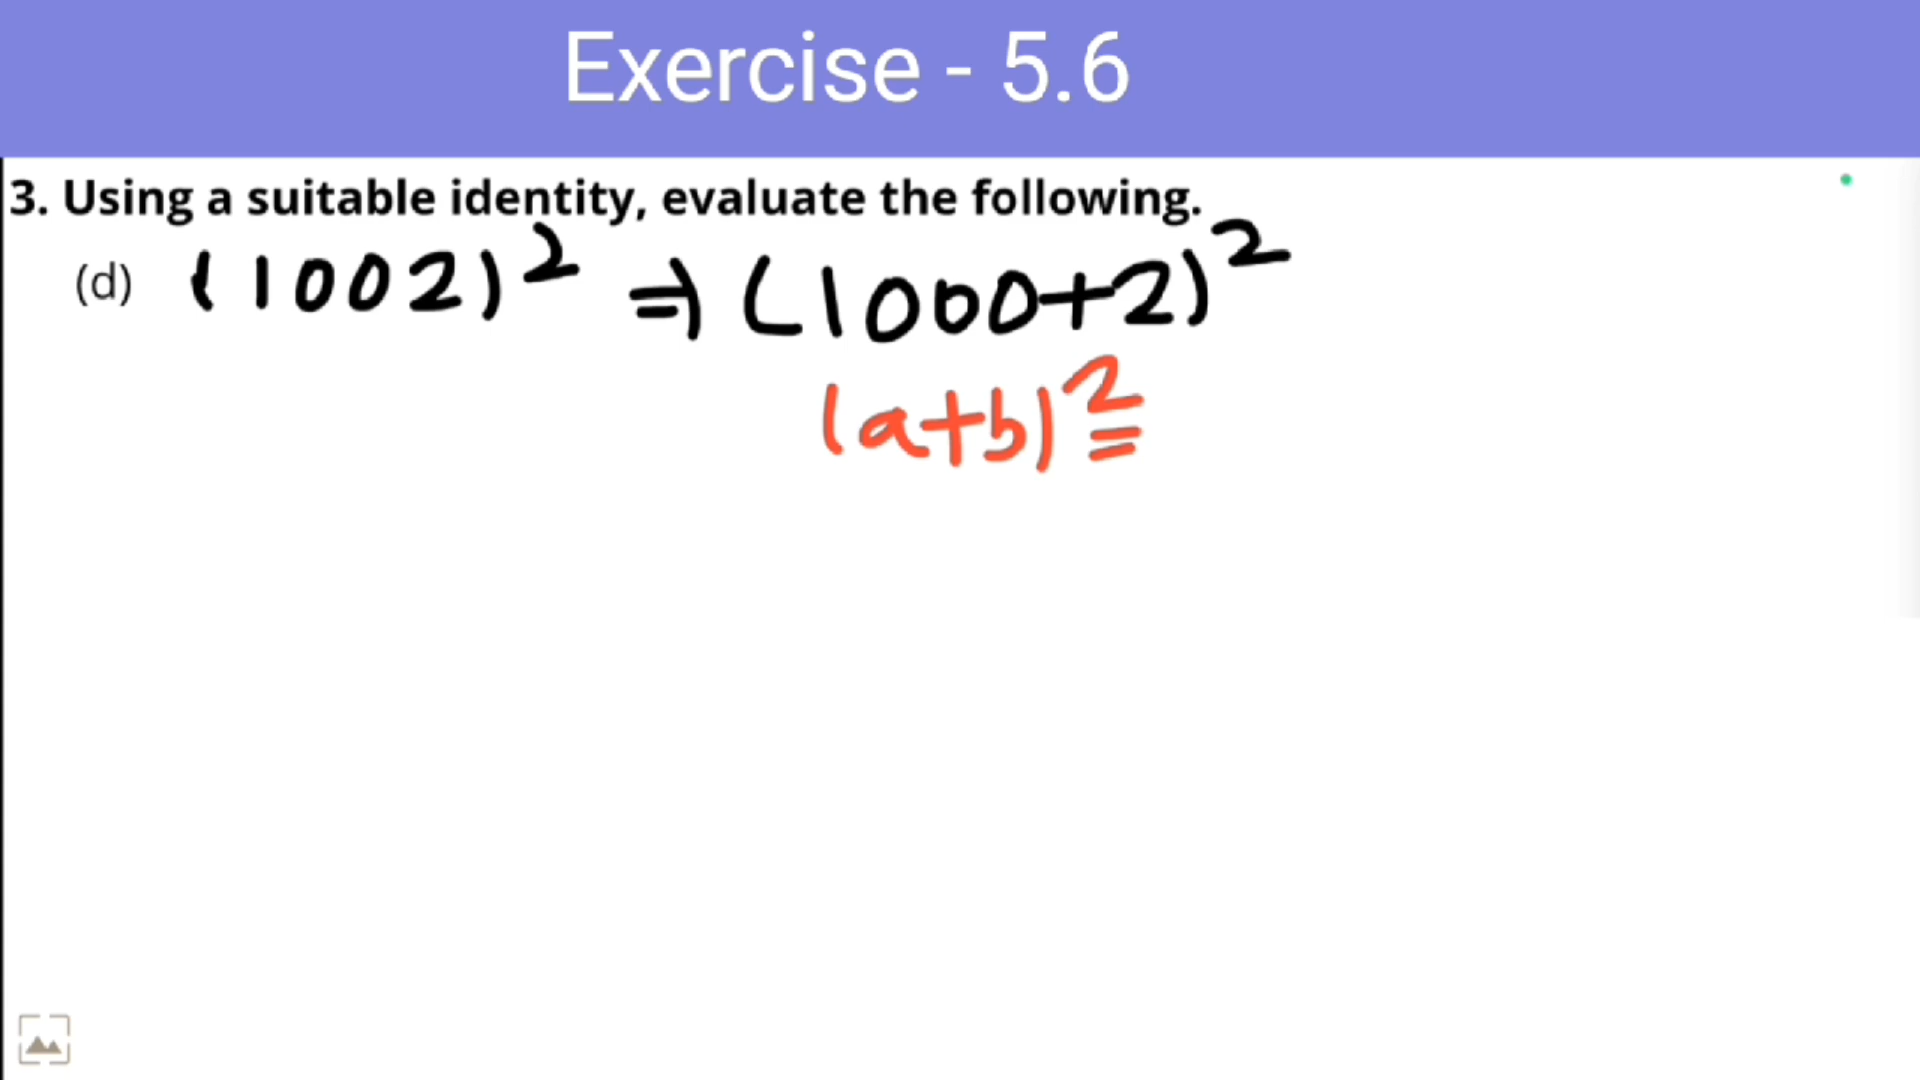 Exercise - 5.6
3. Using a suitable identity, evaluate the following.
(d) (1002)² ⇒ (1000+2)²
(a+b)² =